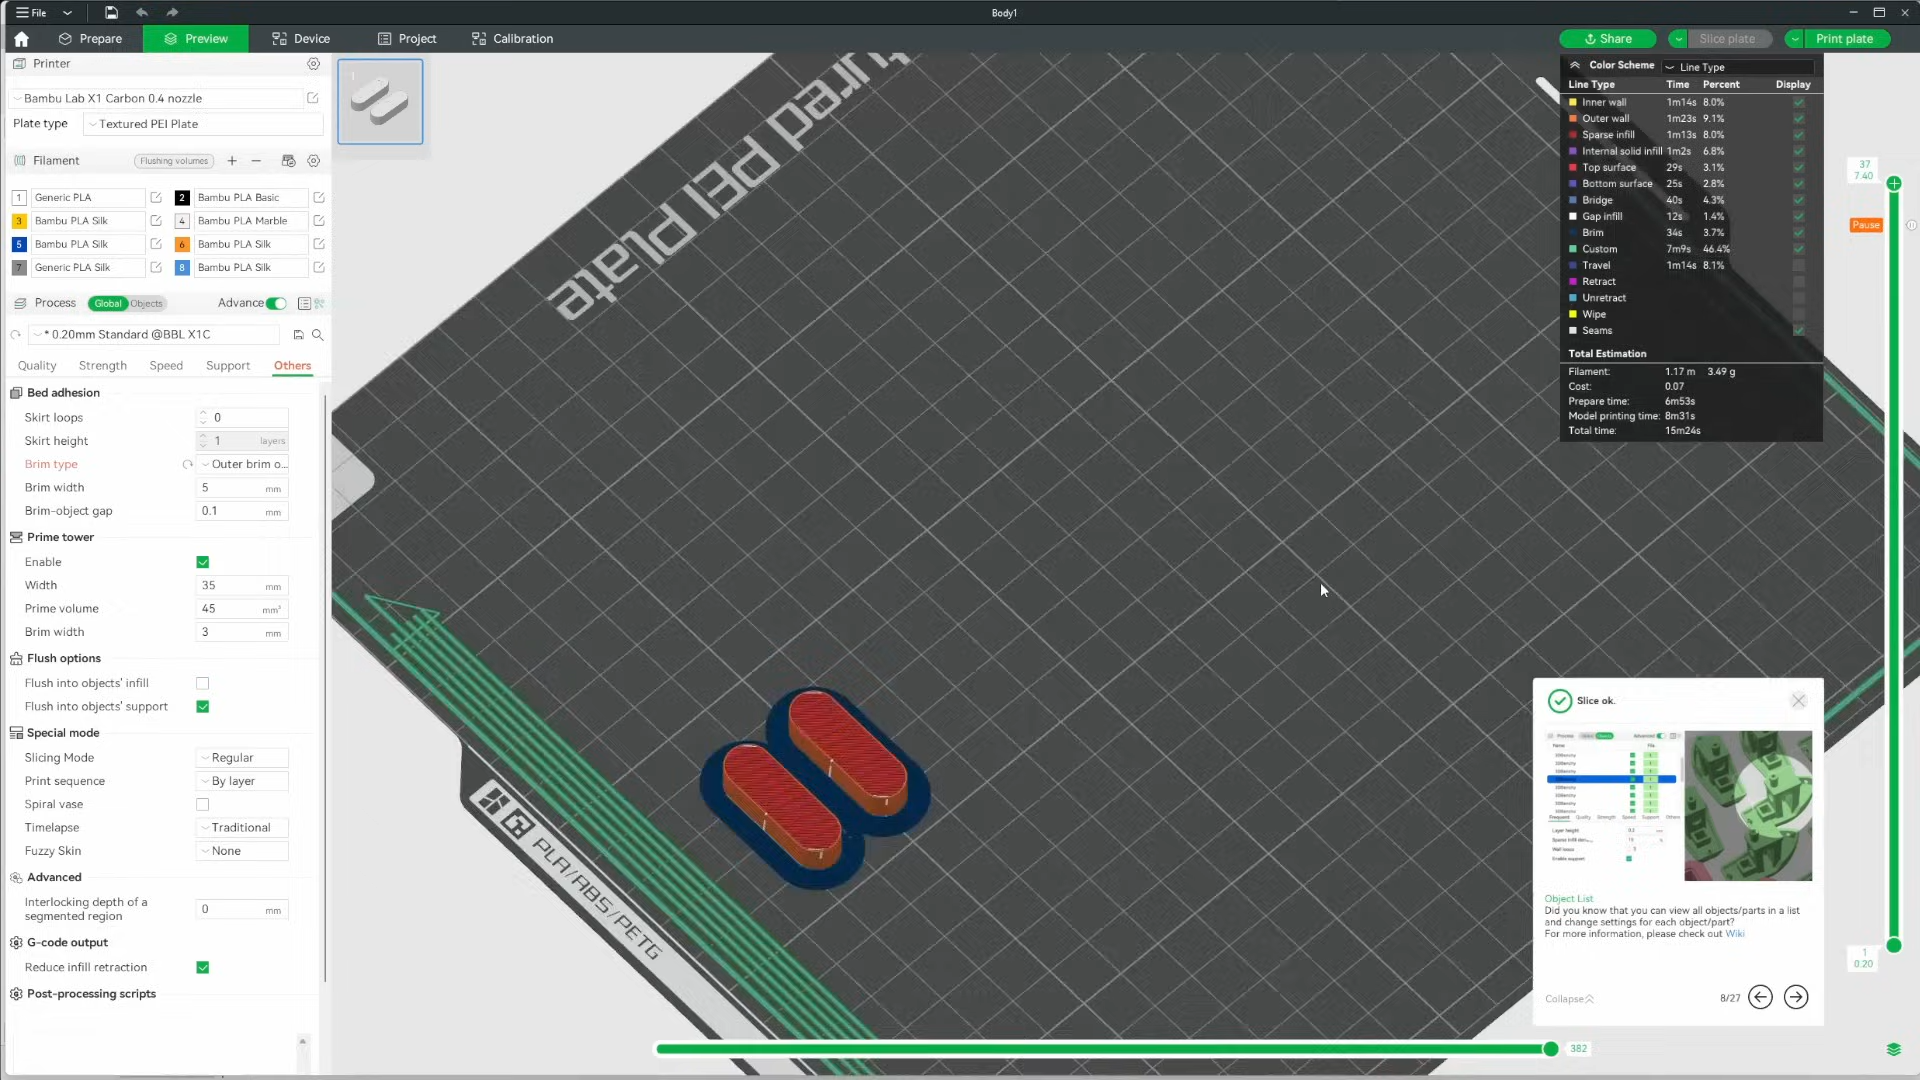 File
Body1
Prepare
Preview
Device
Project
Calibration
Share
Slice plate
Print plate
Printer
Bambu Lab X1 Carbon 0.4 nozzle
Plate type
Textured PEI Plate
Filament
Flushing volumes
1 Generic PLA
2 Bambu PLA Basic
3 Bambu PLA Silk
4 Bambu PLA Marble
5 Bambu PLA Silk
6 Bambu PLA Silk
7 Generic PLA Silk
8 Bambu PLA Silk
Process
Global
Objects
Advance
* 0.20mm Standard @BBL X1C
Quality
Strength
Speed
Support
Others
Bed adhesion
Skirt loops 0
Skirt height 1 layers
Brim type Outer brim o...
Brim width 5 mm
Brim-object gap 0.1 mm
Prime tower
Enable
Width 35 mm
Prime volume 45 mm³
Brim width 3 mm
Flush options
Flush into objects' infill
Flush into objects' support
Special mode
Slicing Mode Regular
Print sequence By layer
Spiral vase
Timelapse Traditional
Fuzzy Skin None
Advanced
Interlocking depth of a
segmented region 0 mm
G-code output
Reduce infill retraction
Post-processing scripts
1
tured PEI Plate
PLA/ABS/PETG
Color Scheme Line Type
Line Type Time Percent Display
Inner wall 1m14s 8.0%
Outer wall 1m23s 9.1%
Sparse infill 1m13s 8.0%
Internal solid infill 1m2s 6.8%
Top surface 29s 3.1%
Bottom surface 25s 2.8%
Bridge 40s 4.3%
Gap infill 12s 1.4%
Brim 34s 3.7%
Custom 7m9s 46.4%
Travel 1m14s 8.1%
Retract
Unretract
Wipe
Seams
Total Estimation
Filament: 1.17 m 3.49 g
Cost: 0.07
Prepare time: 6m53s
Model printing time: 8m31s
Total time: 15m24s
37
7.40
Pause
1
0.20
Slice ok.
Object List
Did you know that you can view all objects/parts in a list
and change settings for each object/part?
For more information, please check out Wiki
Collapse
8/27
382